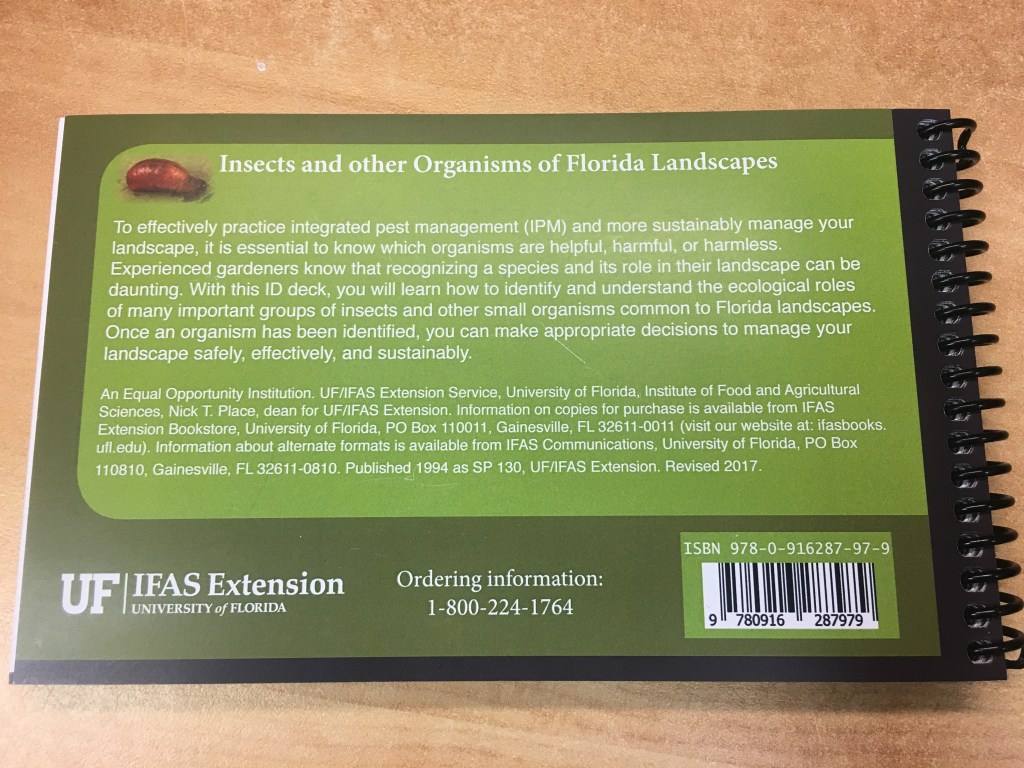 Insects and other Organisms of Florida Landscapes
To effectively practice integrated pest management (IPM) and more sustainably manage your
landscape, it is essential to know which organisms are helpful, harmful, or harmless.
Experienced gardeners know that recognizing a species and its role in their landscape can be
daunting. With this ID deck, you will learn how to identify and understand the ecological roles
of many important groups of insects and other small organisms common to Florida landscapes.
Once an organism has been identified, you can make appropriate decisions to manage your
landscape safely, effectively, and sustainably.
An Equal Opportunity Institution. UF/IFAS Extension Service, University of Florida, Institute of Food and Agricultural
Sciences, Nick T. Place, dean for UF/IFAS Extension. Information on copies for purchase is available from IFAS
Extension Bookstore, University of Florida, PO Box 110011, Gainesville, FL 32611-0011 (visit our website at: ifasbooks.
ufl.edu). Information about alternate formats is available from IFAS Communications, University of Florida, PO Box
110810, Gainesville, FL 32611-0810. Published 1994 as SP 130, UF/IFAS Extension. Revised 2017.
UF IFAS Extension
UNIVERSITY of FLORIDA
Ordering information:
1-800-224-1764
ISBN 978-0-916287-97-9
9 780916 287979